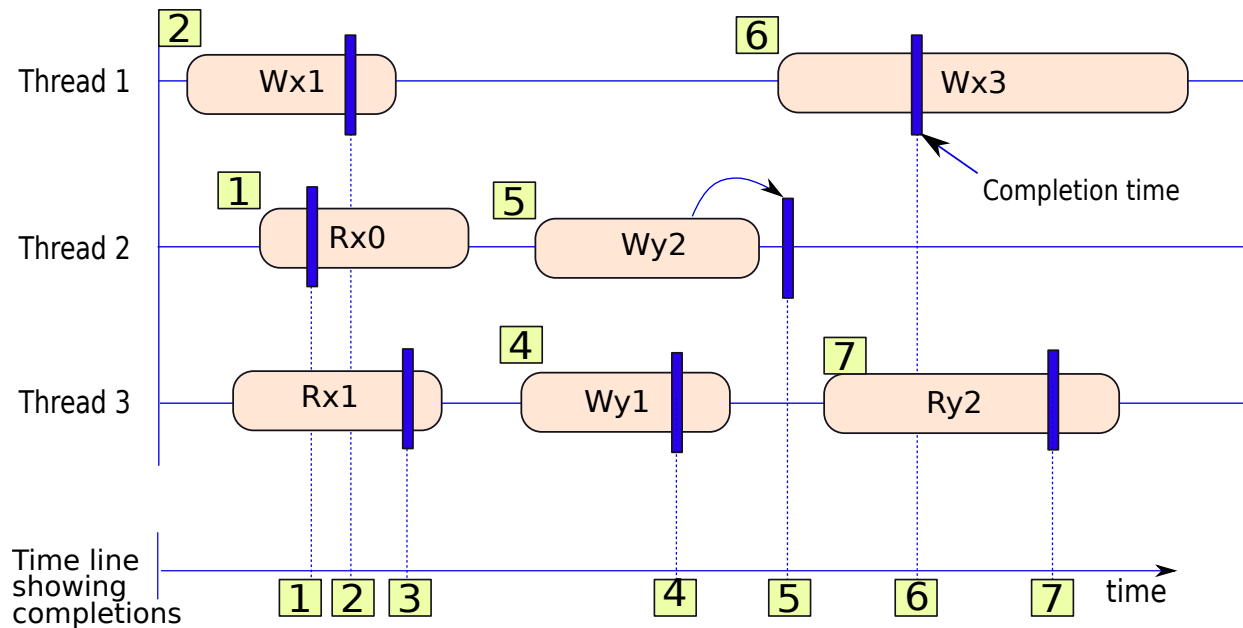 2
6
Thread 1
Wx1
Wx3
Completion time
1
5
Thread 2
Rx0
Wy2
4
7
Thread 3
Rx1
Wy1
Ry2
Time line
showing
completions
1
2
3
4
5
6
7
time